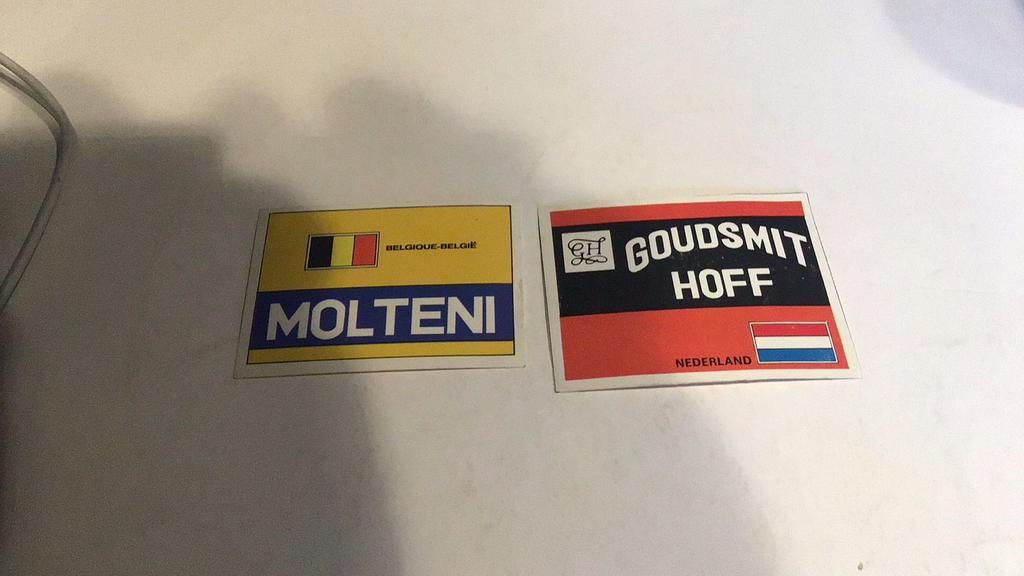 BELGIQUE-BELGIË
MOLTENI
GH
GOUDSMIT
HOFF
NEDERLAND